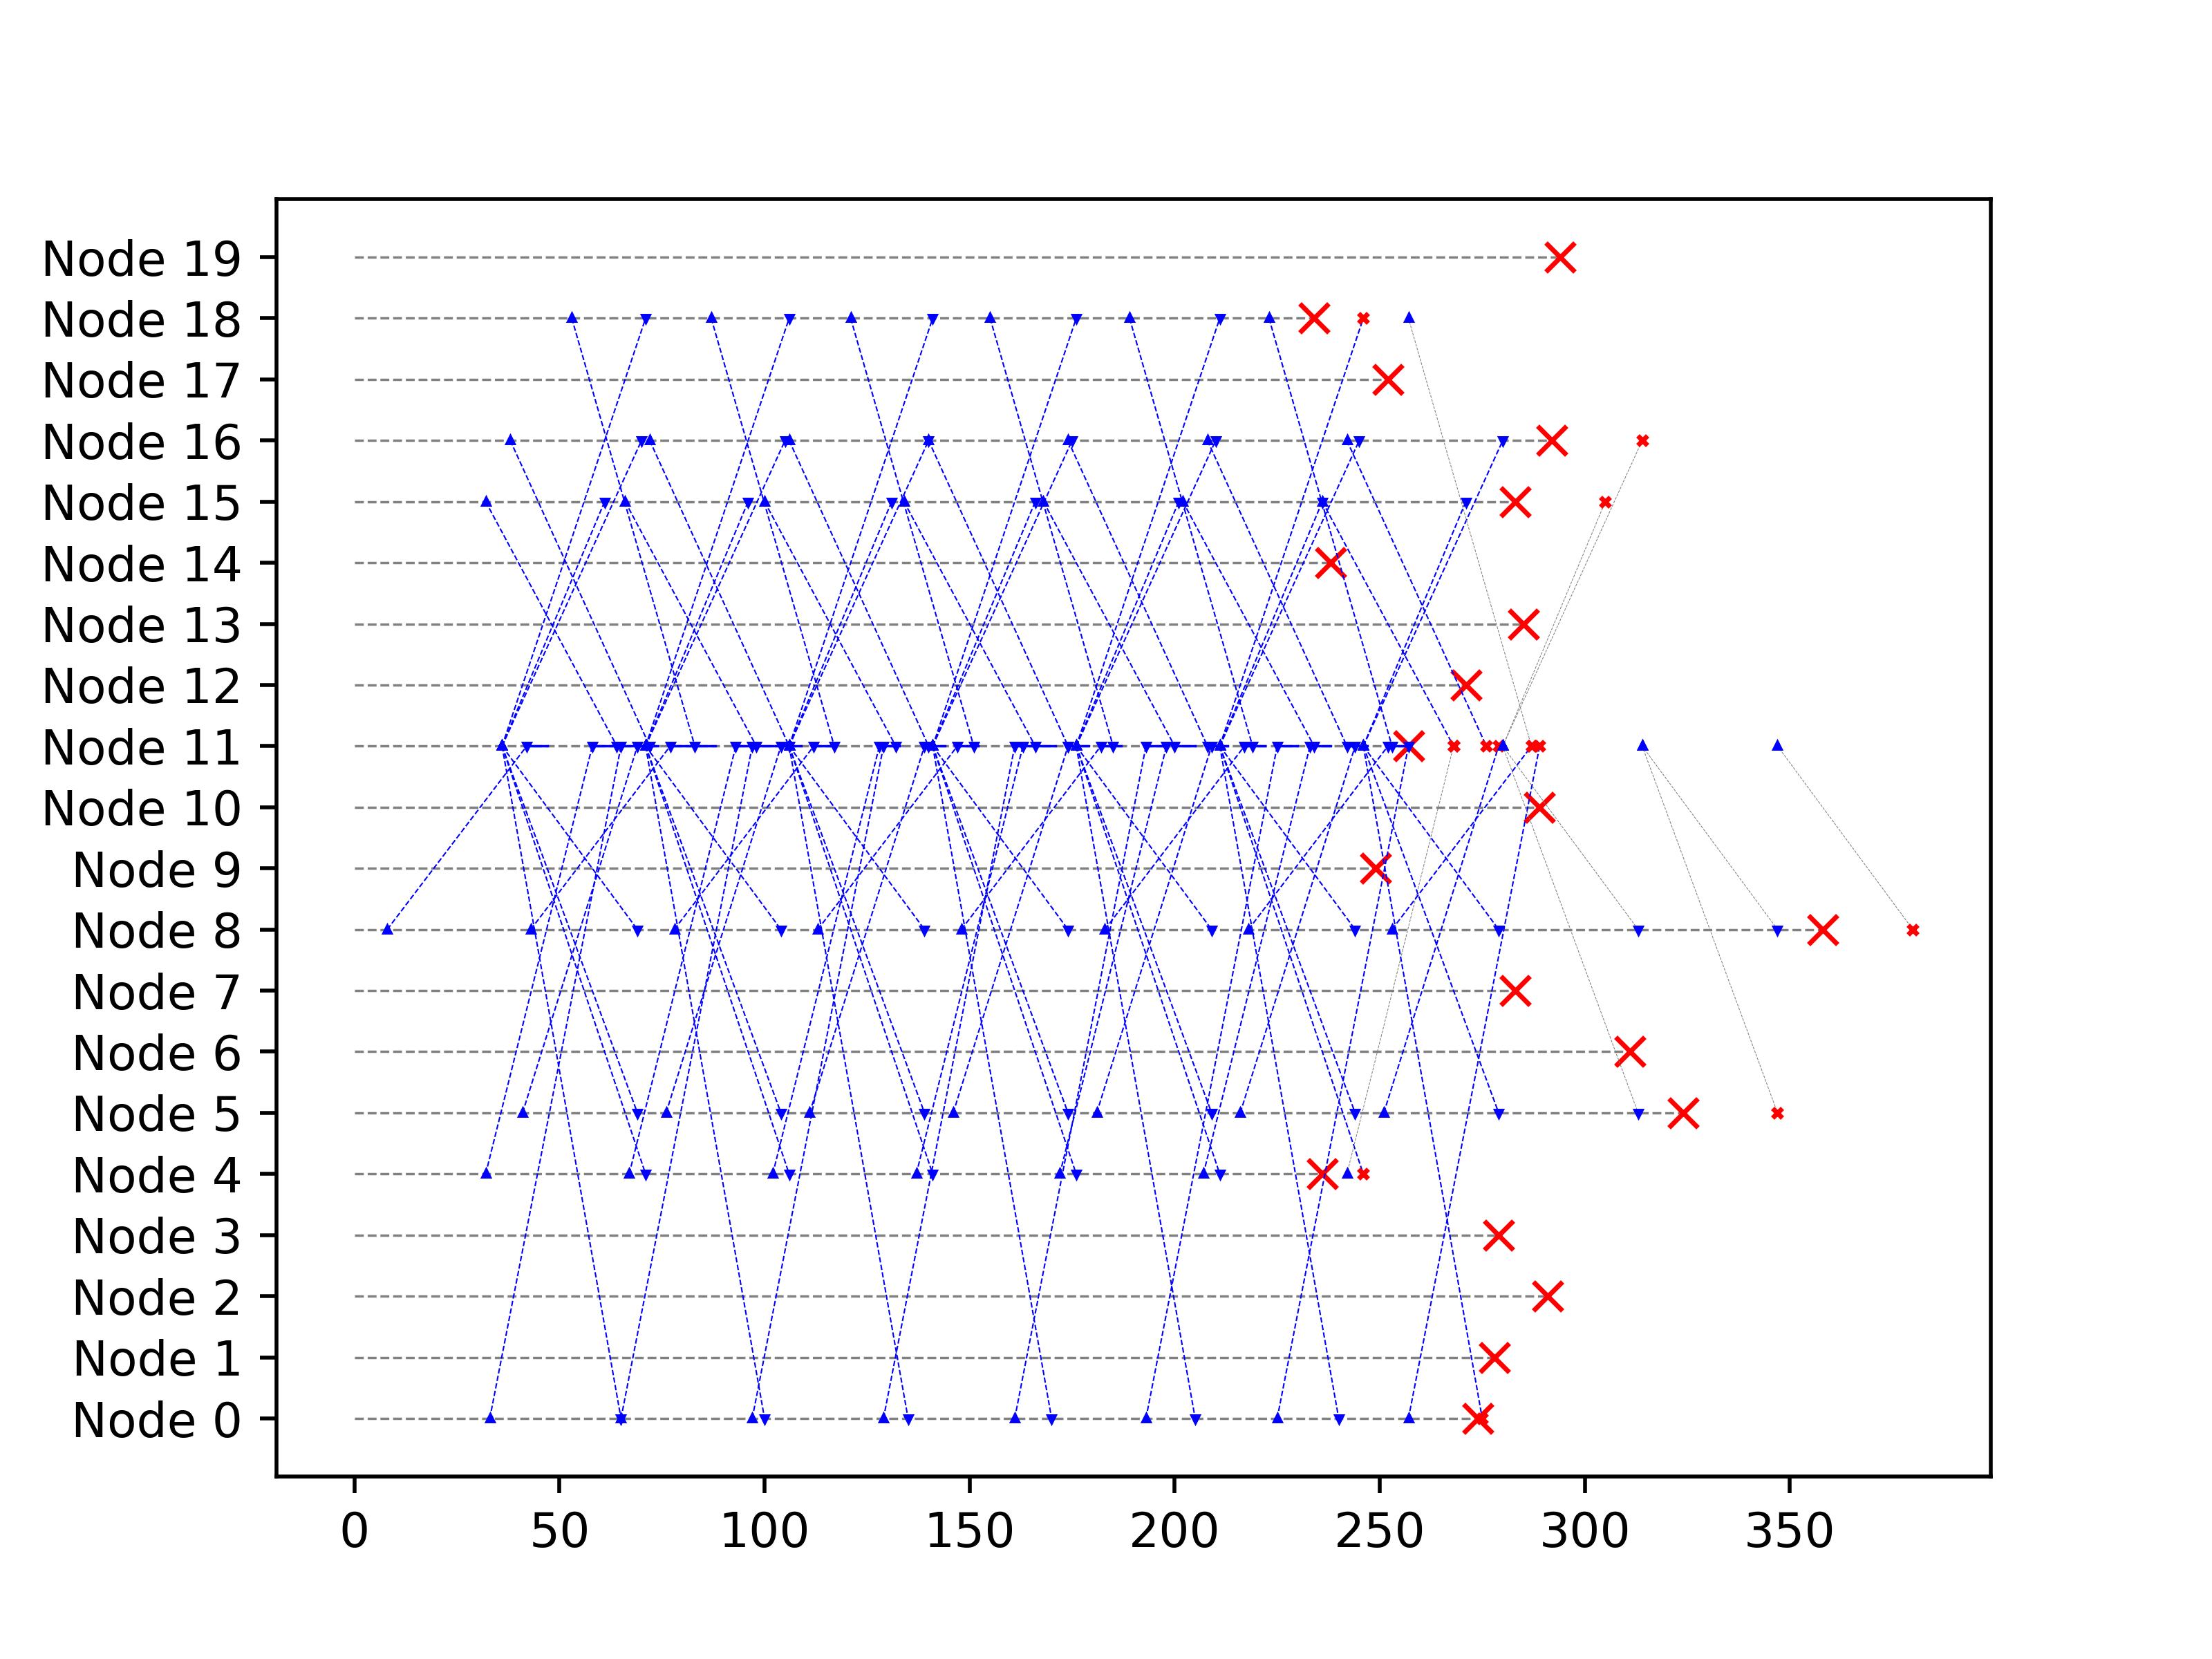 Node 19
Node 18
Node 17
Node 16
Node 15
Node 14
Node 13
Node 12
Node 11
Node 10
Node 9
Node 8
Node 7
Node 6
Node 5
Node 4
Node 3
Node 2
Node 1
Node 0
0 50 100 150 200 250 300 350